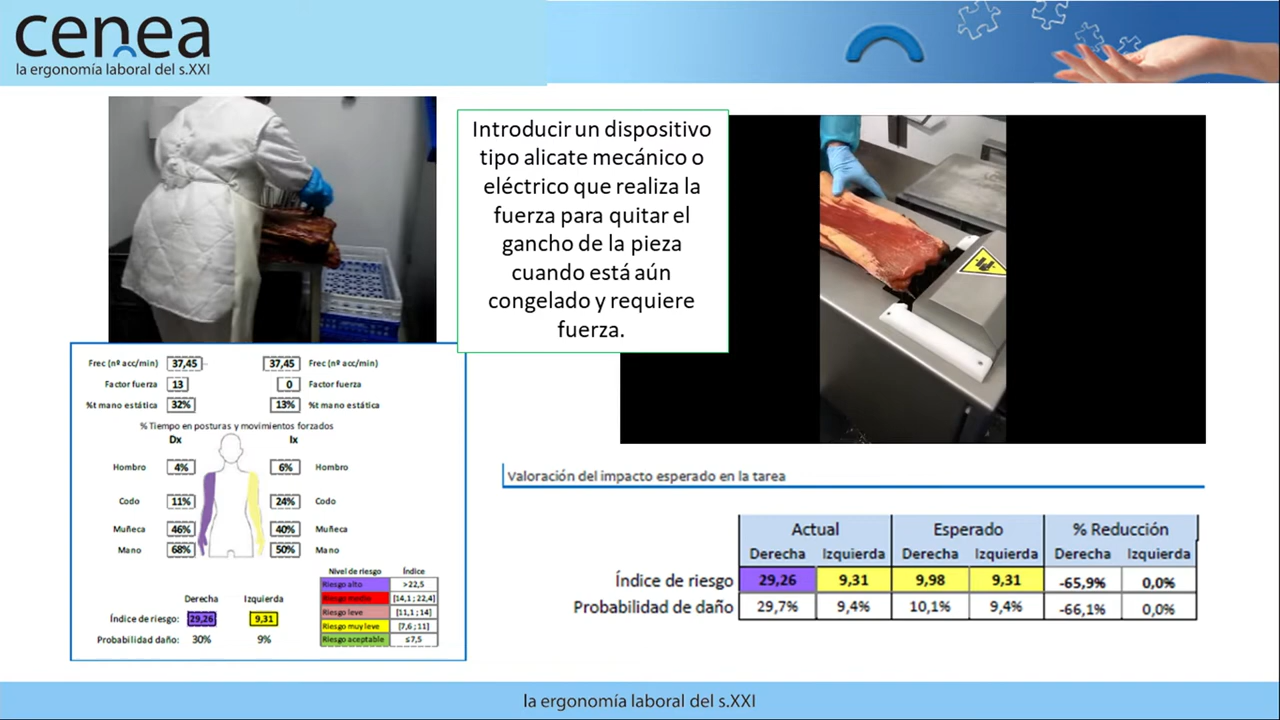 cenea
la ergonomía laboral del s.XXI
Introducir un dispositivo
tipo alicate mecánico o
eléctrico que realiza la
fuerza para quitar el
gancho de la pieza
cuando está aún
congelado y requiere
fuerza.
Frec (nº acc/min) 37,45 37,45 Frec (nº acc/min)
Factor fuerza 13 0 Factor fuerza
%t mano estática 32% 13% %t mano estática
% Tiempo en posturas y movimientos forzados
Dx Ix
Hombro 4% 6% Hombro
Codo 11% 24% Codo
Muñeca 46% 40% Muñeca
Mano 68% 50% Mano
Nivel de riesgo Índice
Riesgo alto >22,5
Riesgo medio [14,1 ; 22,4]
Riesgo leve [11,1 ; 14]
Riesgo muy leve [7,6 ; 11]
Riesgo aceptable ≤7,5
Derecha Izquierda
Índice de riesgo: 29,26 9,31
Probabilidad daño: 30% 9%
Valoración del impacto esperado en la tarea
Actual Esperado % Reducción
Derecha Izquierda Derecha Izquierda Derecha Izquierda
Índice de riesgo 29,26 9,31 9,98 9,31 -65,9% 0,0%
Probabilidad de daño 29,7% 9,4% 10,1% 9,4% -66,1% 0,0%
la ergonomía laboral del s.XXI